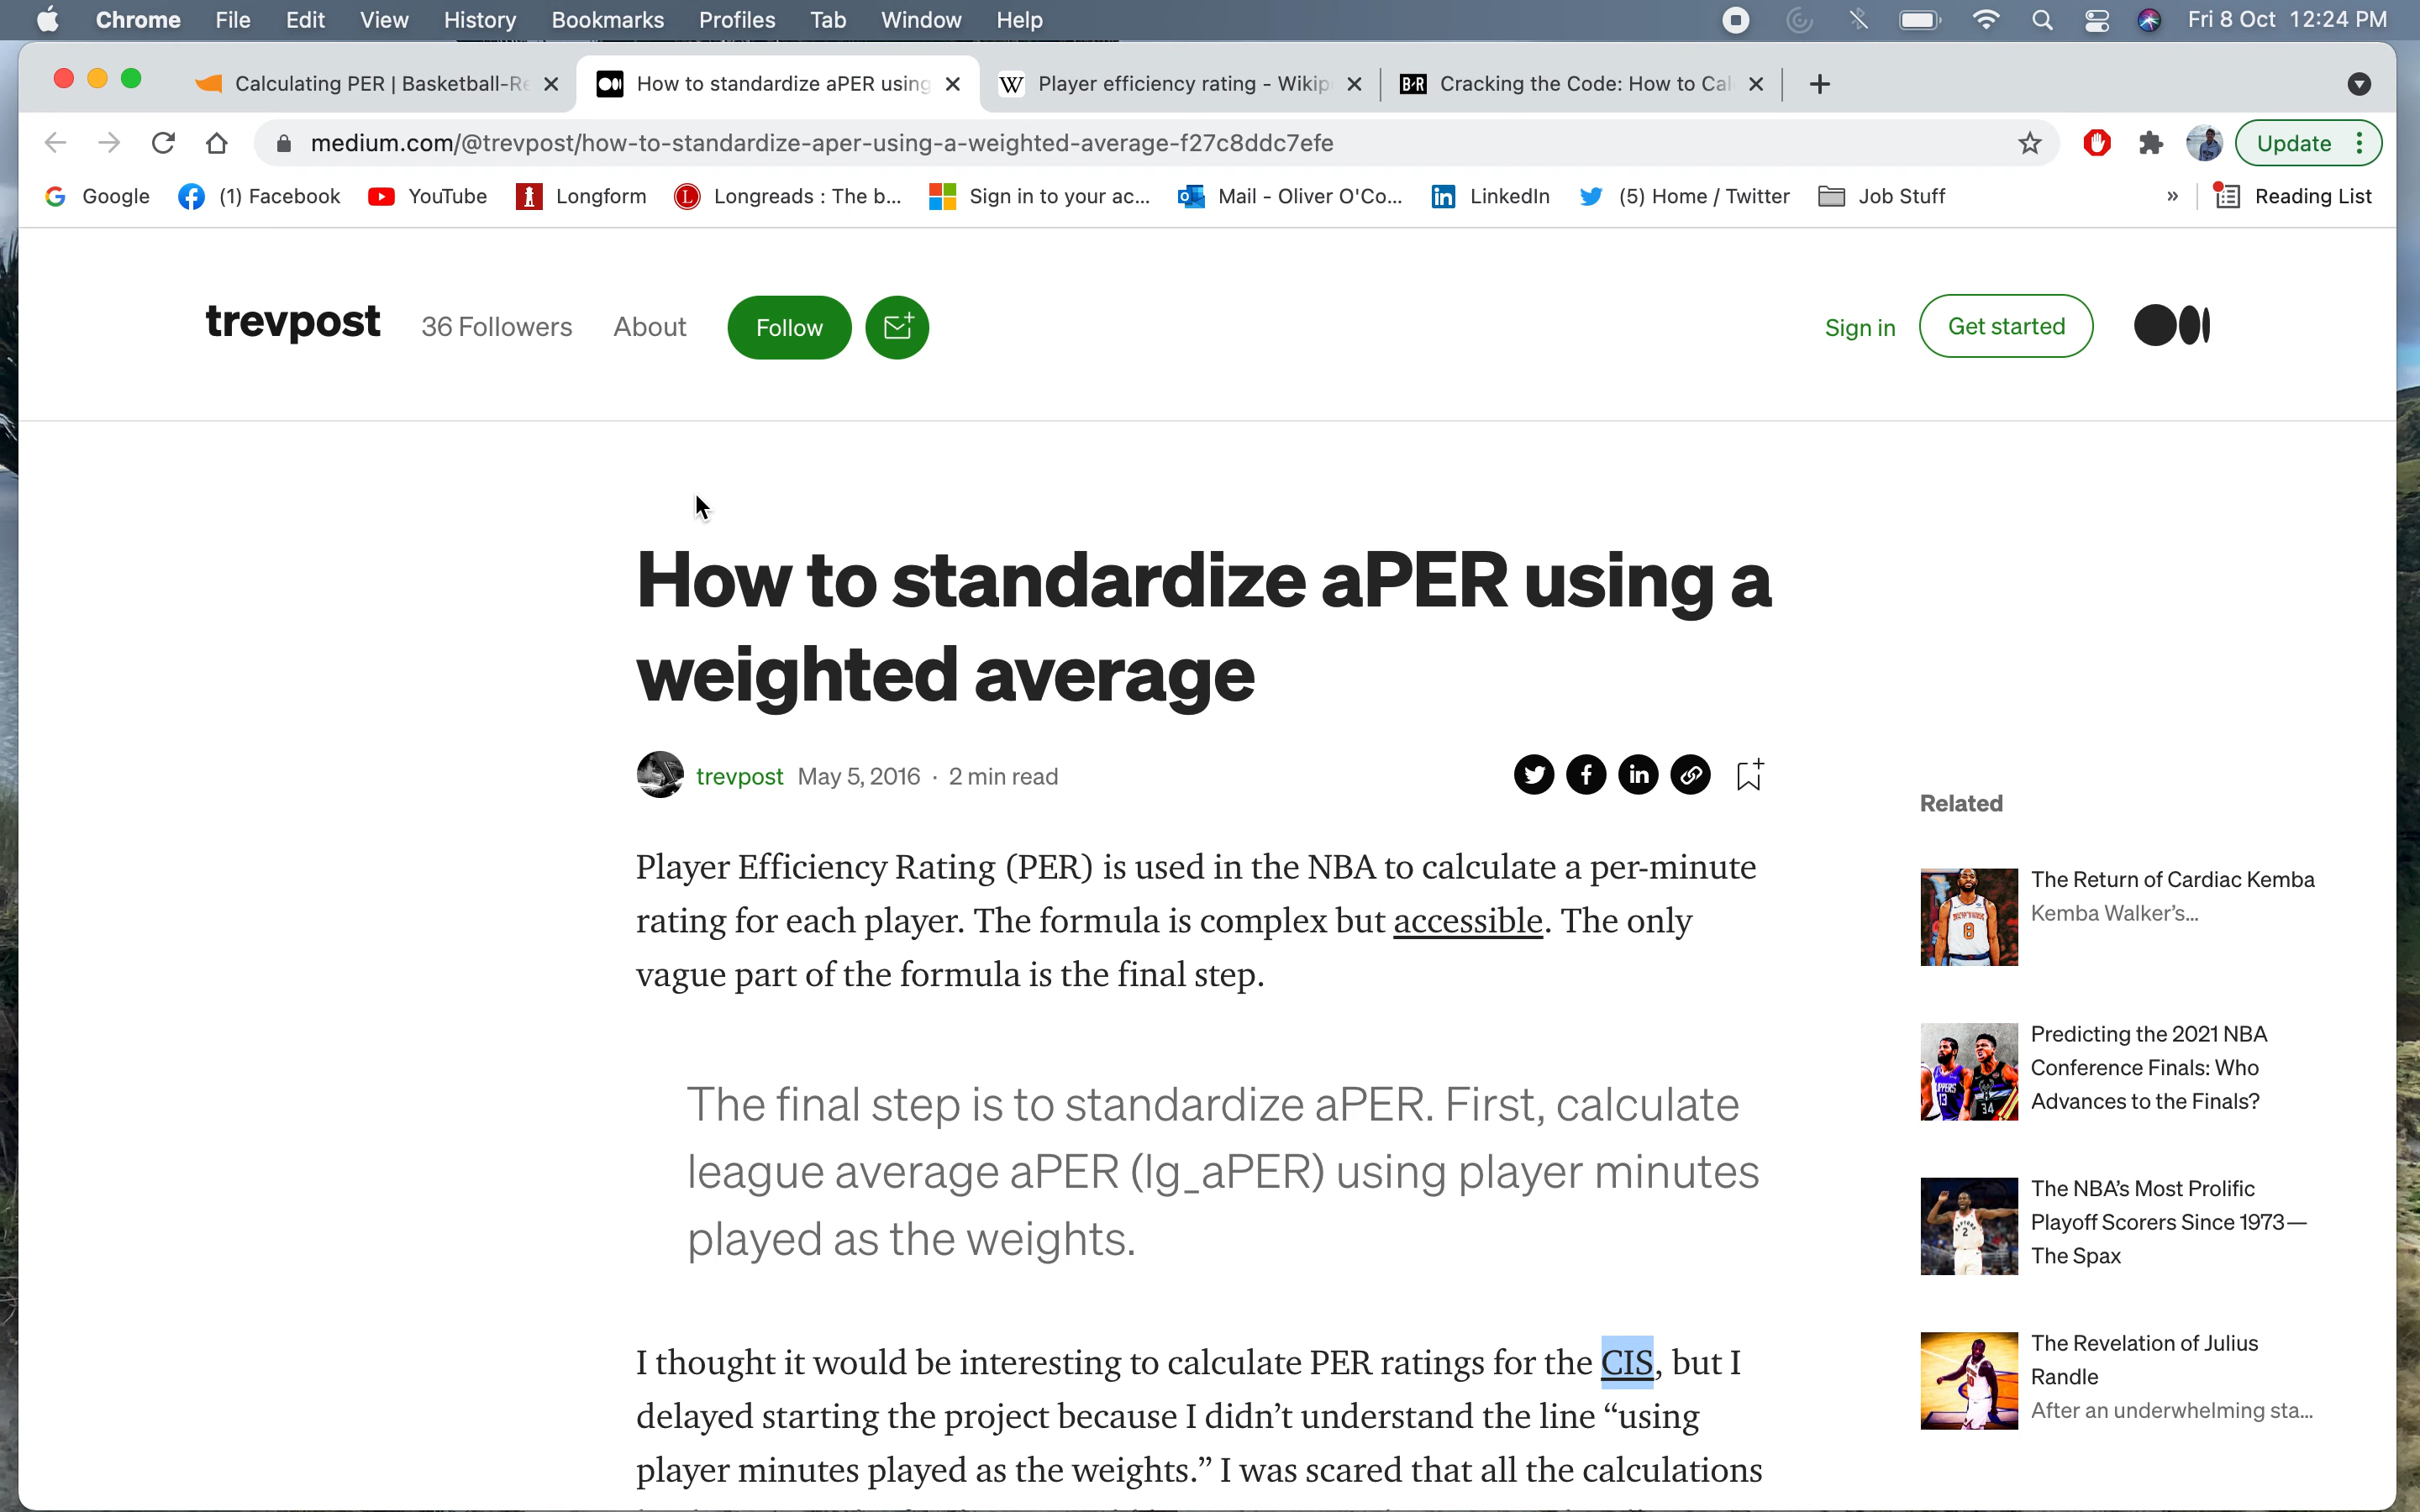 Chrome File Edit View History Bookmarks Profiles Tab Window Help Fri 8 Oct 12:24 PM
Calculating PER | Basketball-Re How to standardize aPER using Player efficiency rating - Wikip Cracking the Code: How to Cal
medium.com/@trevpost/how-to-standardize-aper-using-a-weighted-average-f27c8ddc7efe Update
Google (1) Facebook YouTube Longform Longreads : The b... Sign in to your ac... Mail - Oliver O'Co... LinkedIn (5) Home / Twitter Job Stuff » Reading List
trevpost 36 Followers About Follow Sign in Get started
How to standardize aPER using a
weighted average
trevpost May 5, 2016 · 2 min read
Player Efficiency Rating (PER) is used in the NBA to calculate a per-minute
rating for each player. The formula is complex but accessible. The only
vague part of the formula is the final step.
The final step is to standardize aPER. First, calculate
league average aPER (lg_aPER) using player minutes
played as the weights.
I thought it would be interesting to calculate PER ratings for the CIS, but I
delayed starting the project because I didn’t understand the line “using
player minutes played as the weights.” I was scared that all the calculations
Related
The Return of Cardiac Kemba
Kemba Walker’s...
Predicting the 2021 NBA
Conference Finals: Who
Advances to the Finals?
The NBA’s Most Prolific
Playoff Scorers Since 1973—
The Spax
The Revelation of Julius
Randle
After an underwhelming sta...